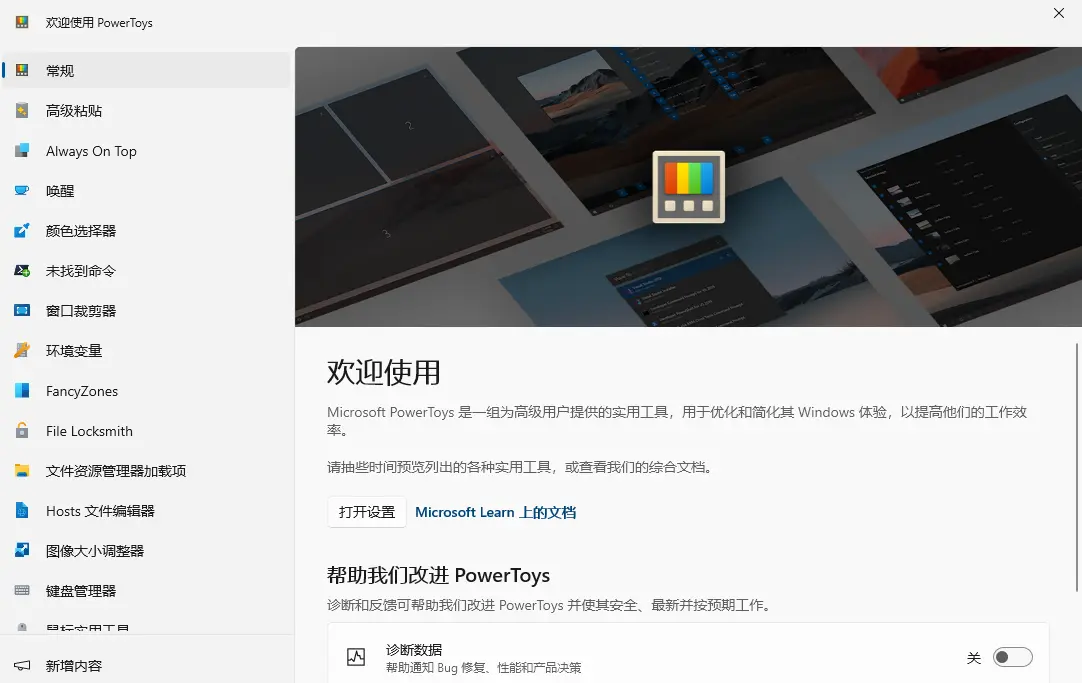 欢迎使用 PowerToys
常规
高级粘贴
Always On Top
唤醒
颜色选择器
未找到命令
窗口裁剪器
环境变量
FancyZones
File Locksmith
文件资源管理器加载项
Hosts 文件编辑器
图像大小调整器
键盘管理器
鼠标实用工具
新增内容
欢迎使用
Microsoft PowerToys 是一组为高级用户提供的实用工具，用于优化和简化其 Windows 体验，以提高他们的工作效
率。
请抽些时间预览列出的各种实用工具，或查看我们的综合文档。
打开设置
Microsoft Learn 上的文档
帮助我们改进 PowerToys
诊断和反馈可帮助我们改进 PowerToys 并使其安全、最新并按预期工作。
诊断数据
帮助通知 Bug 修复、性能和产品决策
关